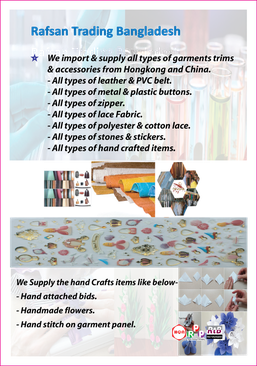 Rafsan Trading Bangladesh
We import & supply all types of garments trims
& accessories from Hongkong and China.
- All types of leather & PVC belt.
- All types of metal & plastic buttons.
- All types of zipper.
- All types of lace Fabric.
- All types of polyester & cotton lace.
- All types of stones & stickers.
- All types of hand crafted items.
We Supply the hand Crafts items like below-
- Hand attached bids.
- Handmade flowers.
- Hand stitch on garment panel.